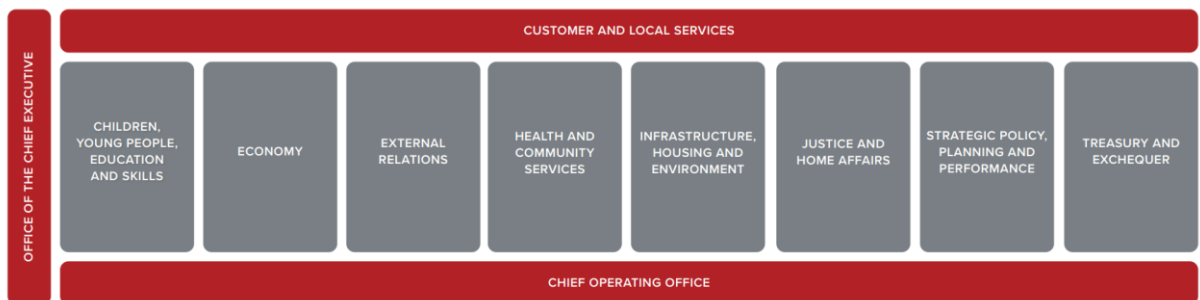 OFFICE OF THE CHIEF EXECUTIVE
CUSTOMER AND LOCAL SERVICES
CHILDREN,
YOUNG PEOPLE,
EDUCATION
AND SKILLS
ECONOMY
EXTERNAL
RELATIONS
HEALTH AND
COMMUNITY
SERVICES
INFRASTRUCTURE,
HOUSING AND
ENVIRONMENT
JUSTICE AND
HOME AFFAIRS
STRATEGIC POLICY,
PLANNING AND
PERFORMANCE
TREASURY AND
EXCHEQUER
CHIEF OPERATING OFFICE